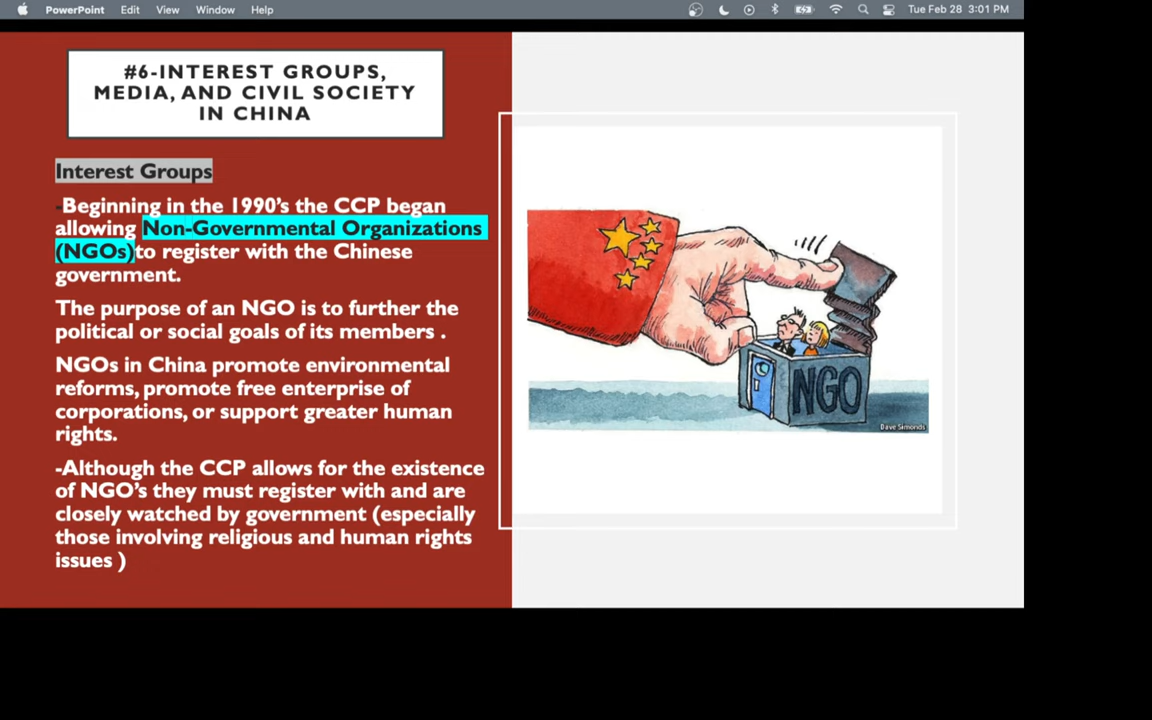 PowerPoint Edit View Window Help Tue Feb 28 3:01 PM
#6-INTEREST GROUPS,
MEDIA, AND CIVIL SOCIETY
IN CHINA
Interest Groups
-Beginning in the 1990's the CCP began
allowing Non-Governmental Organizations
(NGOs)to register with the Chinese
government.
The purpose of an NGO is to further the
political or social goals of its members .
NGOs in China promote environmental
reforms, promote free enterprise of
corporations, or support greater human
rights.
-Although the CCP allows for the existence
of NGO's they must register with and are
closely watched by government (especially
those involving religious and human rights
issues )
NGO
Dave Simonds